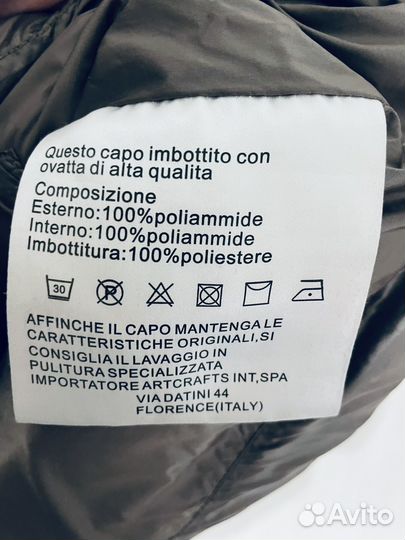 Questo capo imbottito con
ovatta di alta qualita
Composizione
Esterno:100%poliammide
Interno:100%poliammide
Imbottitura:100%poliestere
30 P
AFFINCHE IL CAPO MANTENGA LE
CARATTERISTICHE ORIGINALI,SI
CONSIGLIA IL LAVAGGIO IN
PULITURA SPECIALIZZATA
IMPORTATORE ARTCRAFTS INT,SPA
VIA DATINI 44
FLORENCE(ITALY)
Avito